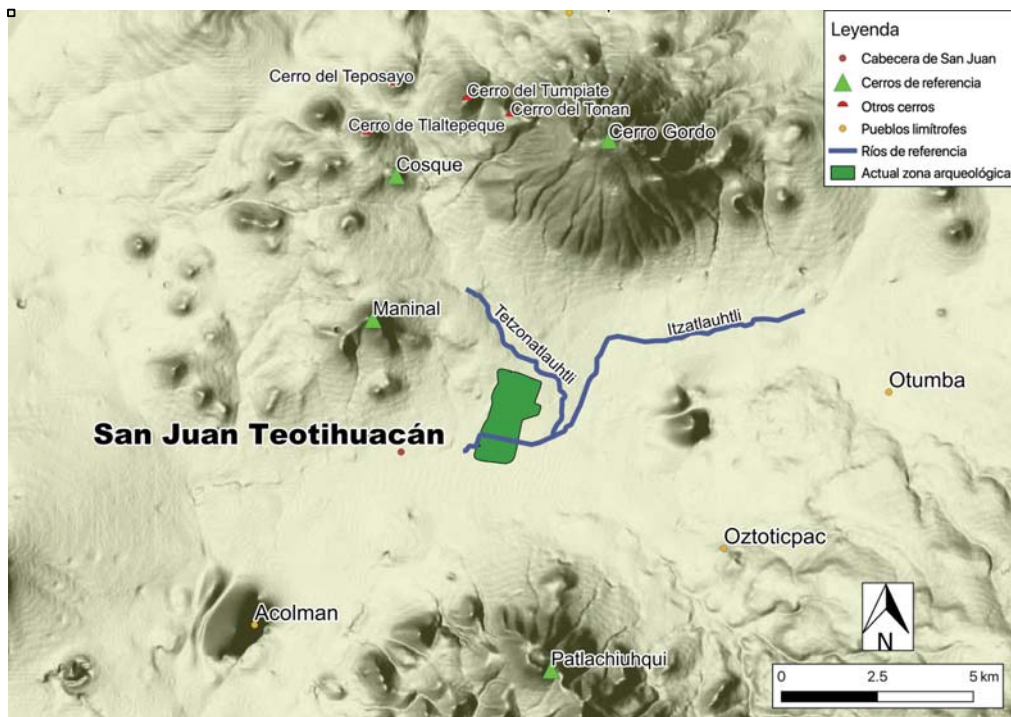 Leyenda
Cabecera de San Juan
Cerros de referencia
Otros cerros
Pueblos limítrofes
Ríos de referencia
Actual zona arqueológica
Cerro del Teposayo
Cerro del Tumpiate
Cerro del Tonan
Cerro de Tlaltepeque
Cerro Gordo
Cosque
Maninal
Tetzonatlauhtli
Itzatlauhtli
Otumba
San Juan Teotihuacán
Oztoticpac
Acolman
Patlachiuhqui
N
0 2.5 5 km